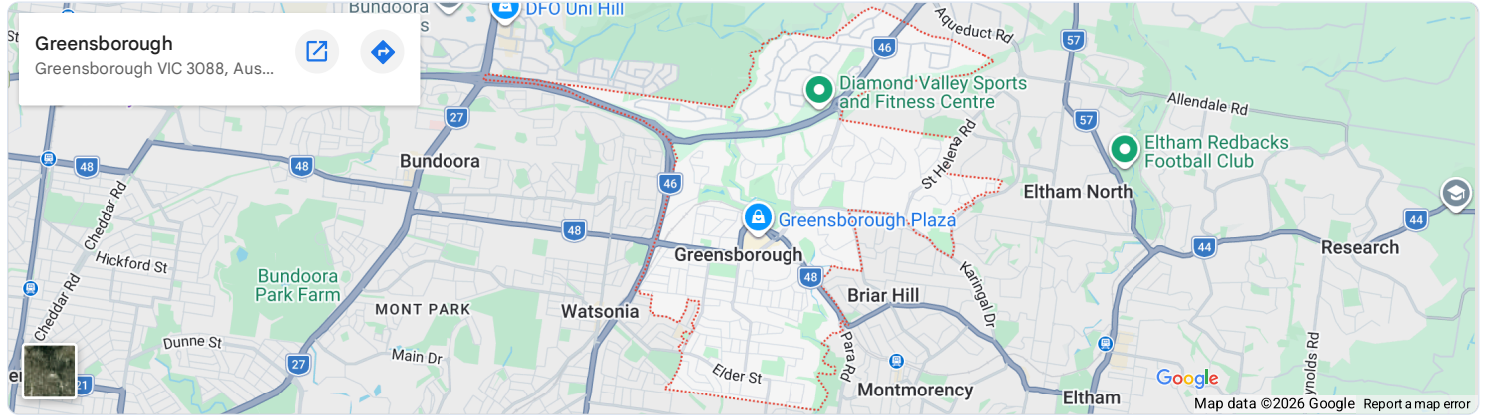 Bundoora
DFO Uni Hill
Greensborough
Greensborough VIC 3088, Aus...
Aqueduct Rd
46
57
Diamond Valley Sports
and Fitness Centre
Allendale Rd
27
57
Eltham Redbacks
Football Club
Bundoora
48
48
St Helena Rd
46
Eltham North
Cheddar Rd
Greensborough Plaza
44
48
44
Research
Greensborough
Hickford St
Bundoora
Park Farm
48
Karingal Dr
Briar Hill
MONT PARK
Watsonia
Cheddar Rd
Dunne St
Main Dr
27
Para Rd
Elder St
Montmorency
Eltham
21
Google
ynolds Rd
Map data ©2026 Google
Report a map error